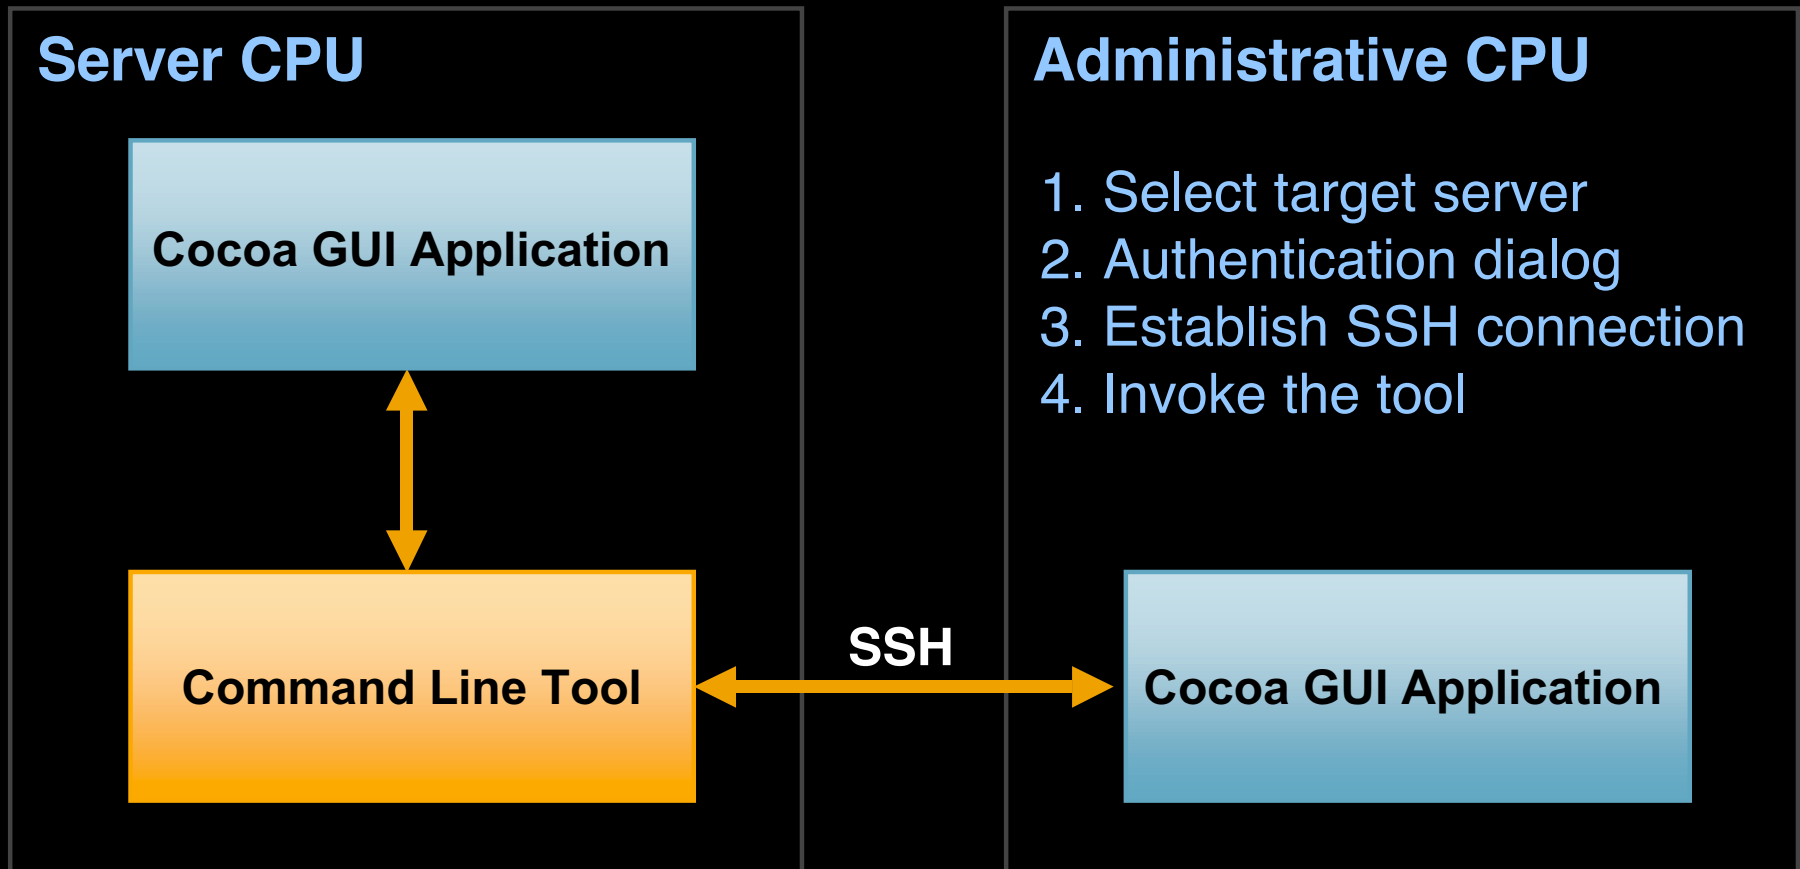 Server CPU
Cocoa GUI Application
Command Line Tool
SSH
Administrative CPU
1. Select target server
2. Authentication dialog
3. Establish SSH connection
4. Invoke the tool
Cocoa GUI Application